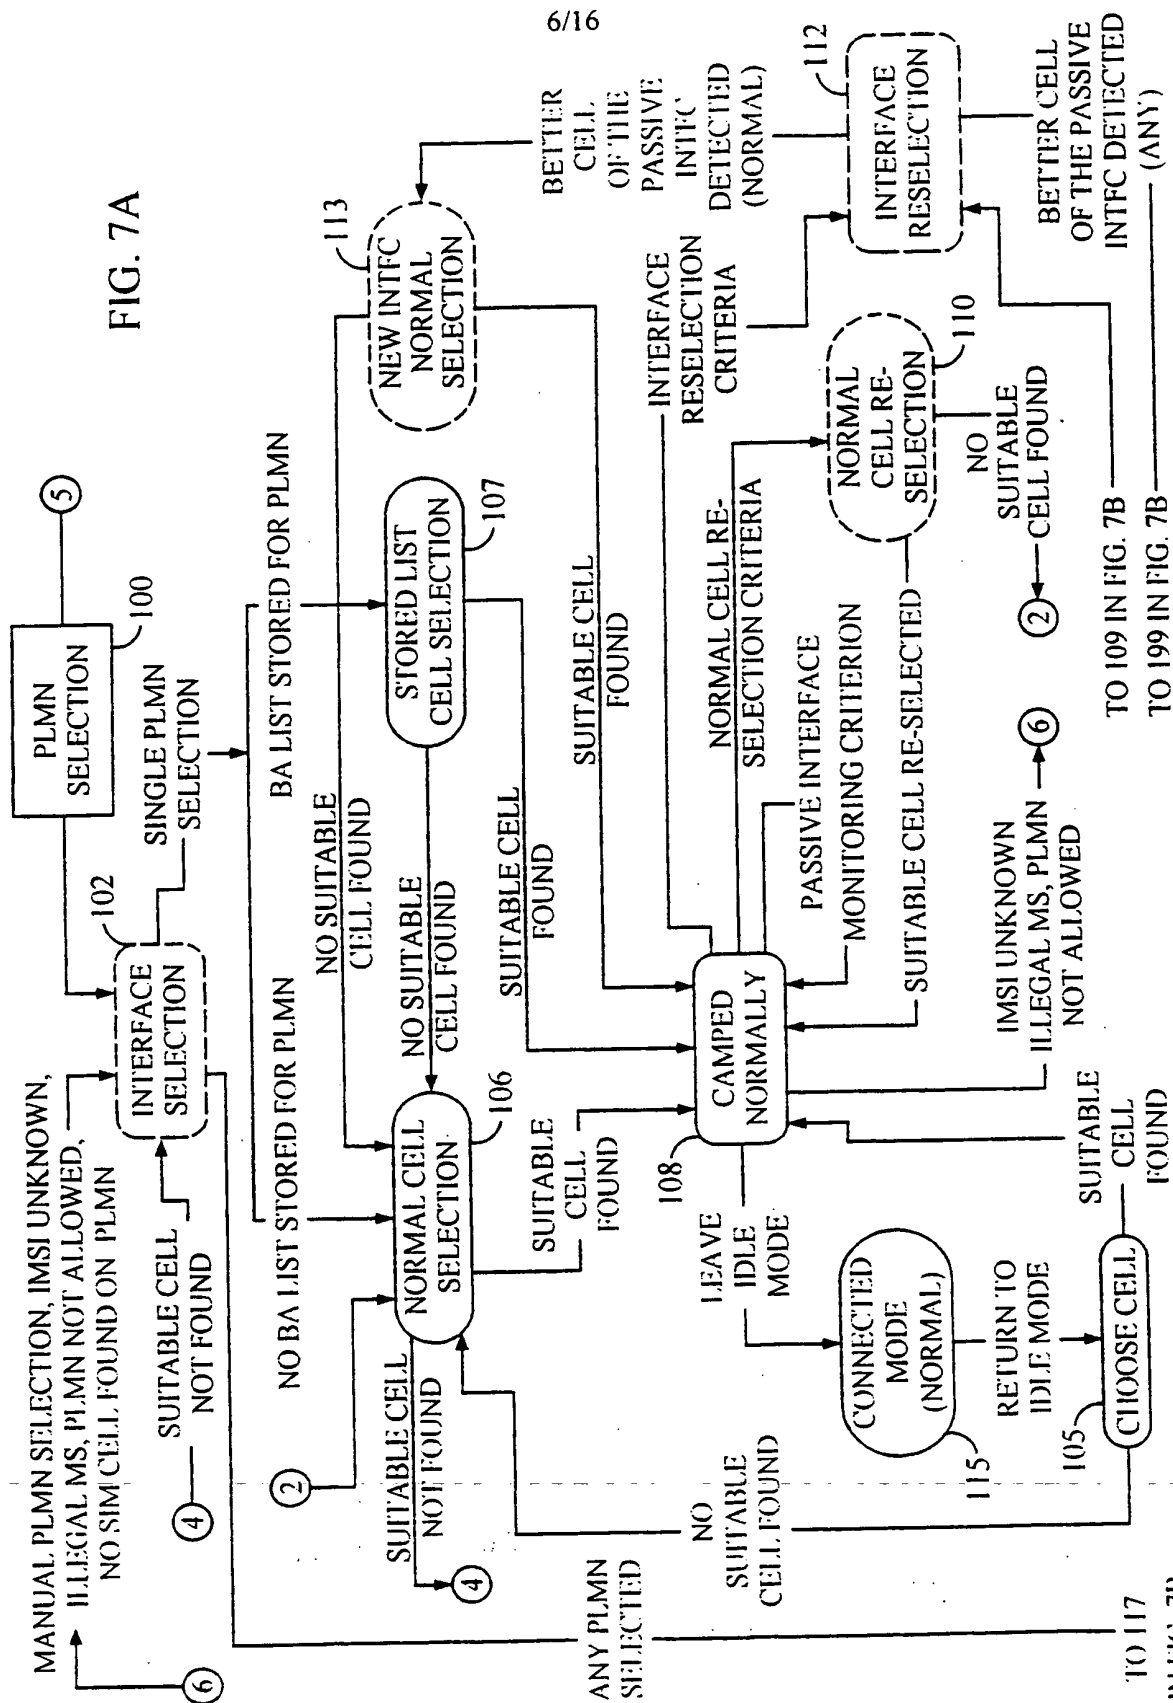 6/16
FIG. 7A
PLMN
SELECTION
100
5
MANUAL PLMN SELECTION, IMSI UNKNOWN,
ILLEGAL MS, PLMN NOT ALLOWED,
NO SIM CELL FOUND ON PLMN
6
102
INTERFACE
SELECTION
SINGLE PLMN
SELECTION
4
SUITABLE CELL
NOT FOUND
NO BA LIST STORED FOR PLMN
BA LIST STORED FOR PLMN
2
NO SUITABLE
CELL FOUND
113
NEW INTFC
NORMAL
SELECTION
BETTER
CELL
OF THE
PASSIVE
INTFC
DETECTED
(NORMAL)
SUITABLE CELL
NOT FOUND
4
NORMAL CELL
SELECTION
106
NO SUITABLE
CELL FOUND
STORED LIST
CELL SELECTION
107
SUITABLE
CELL
FOUND
SUITABLE CELL
FOUND
SUITABLE CELL
FOUND
INTERFACE
RESELECTION
CRITERIA
ANY PLMN
SELECTED
NO
SUITABLE
CELL FOUND
LEAVE
IDLE
MODE
108
CAMPED
NORMALLY
NORMAL CELL RE-
SELECTION CRITERIA
PASSIVE INTERFACE
MONITORING CRITERION
SUITABLE CELL RE-SELECTED
NORMAL
CELL RE-
SELECTION
110
112
INTERFACE
RESELECTION
CONNECTED
MODE
(NORMAL)
115
RETURN TO
IDLE MODE
IMSI UNKNOWN
ILLEGAL MS, PLMN
NOT ALLOWED
6
NO
SUITABLE
CELL FOUND
2
BETTER CELL
OF THE PASSIVE
INTFC DETECTED
(ANY)
105
CHOOSE CELL
SUITABLE
CELL
FOUND
TO 109 IN FIG. 7B
TO 199 IN FIG. 7B
TO 117
IN FIG. 7B